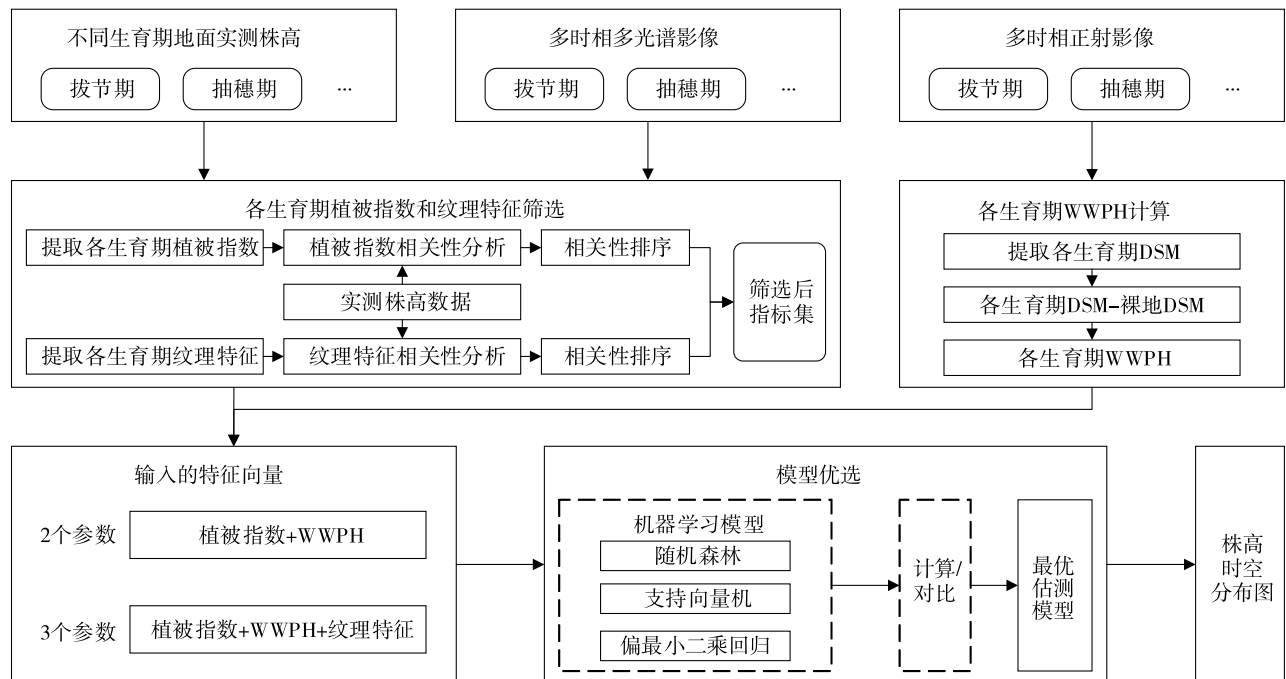 不同生育期地面实测株高
拔节期 抽穗期 ...
多时相多光谱影像
拔节期 抽穗期 ...
多时相正射影像
拔节期 抽穗期 ...
各生育期植被指数和纹理特征筛选
提取各生育期植被指数 植被指数相关性分析 相关性排序
实测株高数据
提取各生育期纹理特征 纹理特征相关性分析 相关性排序
筛选后
指标集
各生育期WWPH计算
提取各生育期DSM
各生育期DSM-裸地DSM
各生育期WWPH
输入的特征向量
2个参数 植被指数+WWPH
3个参数 植被指数+WWPH+纹理特征
模型优选
机器学习模型
随机森林
支持向量机
偏最小二乘回归
计算/
对比
最优
估测
模型
株高
时空
分布图